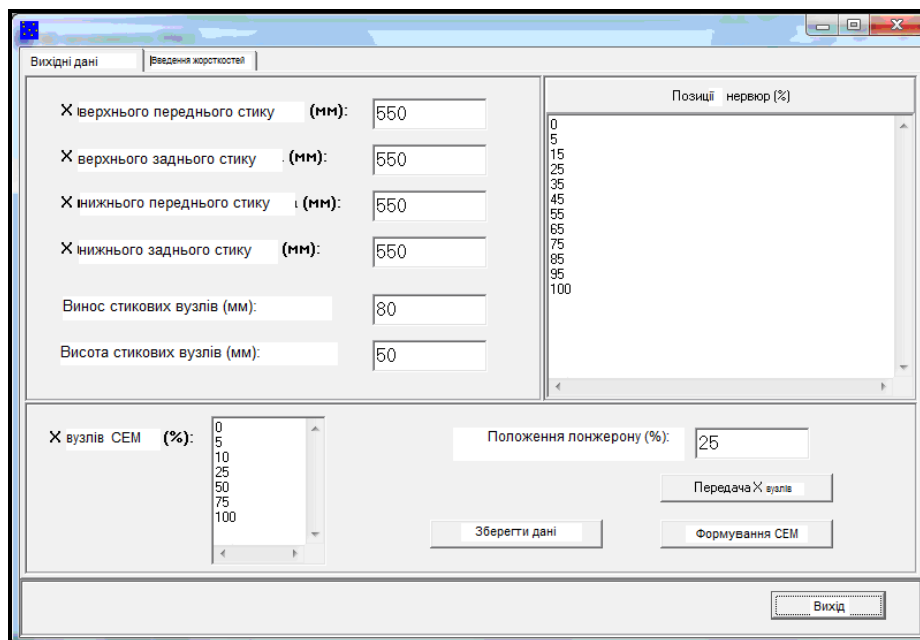 Вихідні дані
Введення жорсткостей
X верхнього переднього стику (мм): 550
X верхнього заднього стику (мм): 550
X нижнього переднього стику (мм): 550
X нижнього заднього стику (мм): 550
Винос стикових вузлів (мм): 80
Висота стикових вузлів (мм): 50
Позиції нервюр (%)
0
5
15
25
35
45
55
65
75
85
95
100
X вузлів СЕМ (%):
0
5
10
25
50
75
100
Положення лонжерону (%): 25
Передача X вузлів
Зберегти дані
Формування СЕМ
Вихід